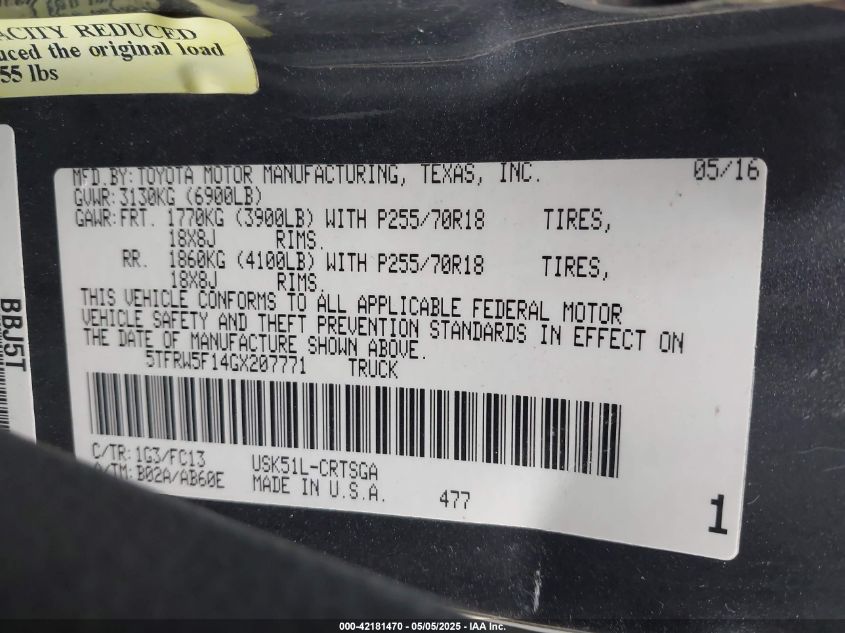 ACITY REDUCED
uced the original load
55 lbs
BBJ5T
MFD.BY:TOYOTA MOTOR MANUFACTURING, TEXAS, INC. 05/16
GVWR:3130KG (6900LB)
GAWR:FRT. 1770KG (3900LB) WITH P255/70R18 TIRES,
18X8J RIMS.
RR. 1860KG (4100LB) WITH P255/70R18 TIRES,
18X8J RIMS.
THIS VEHICLE CONFORMS TO ALL APPLICABLE FEDERAL MOTOR
VEHICLE SAFETY AND THEFT PREVENTION STANDARDS IN EFFECT ON
THE DATE OF MANUFACTURE SHOWN ABOVE.
5TFRW5F14GX207771 TRUCK
C/TR:1G3/FC13 USK51L-CRTSGA
A/TM:B02A/AB60E MADE IN U.S.A. 477 1
000-42181470 - 05/05/2025 - IAA Inc.